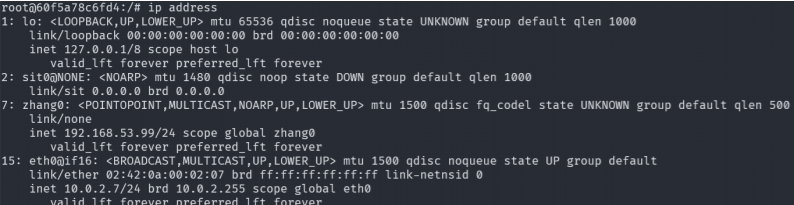 root@60f5a78c6fd4:/# ip address
1: lo: <LOOPBACK,UP,LOWER_UP> mtu 65536 qdisc noqueue state UNKNOWN group default qlen 1000
    link/loopback 00:00:00:00:00:00 brd 00:00:00:00:00:00
    inet 127.0.0.1/8 scope host lo
       valid_lft forever preferred_lft forever
2: sit0@NONE: <NOARP> mtu 1480 qdisc noop state DOWN group default qlen 1000
    link/sit 0.0.0.0 brd 0.0.0.0
7: zhang0: <POINTOPOINT,MULTICAST,NOARP,UP,LOWER_UP> mtu 1500 qdisc fq_codel state UNKNOWN group default qlen 500
    link/none
    inet 192.168.53.99/24 scope global zhang0
       valid_lft forever preferred_lft forever
15: eth0@if16: <BROADCAST,MULTICAST,UP,LOWER_UP> mtu 1500 qdisc noqueue state UP group default
    link/ether 02:42:0a:00:02:07 brd ff:ff:ff:ff:ff:ff link-netnsid 0
    inet 10.0.2.7/24 brd 10.0.2.255 scope global eth0
       valid_lft forever preferred_lft forever